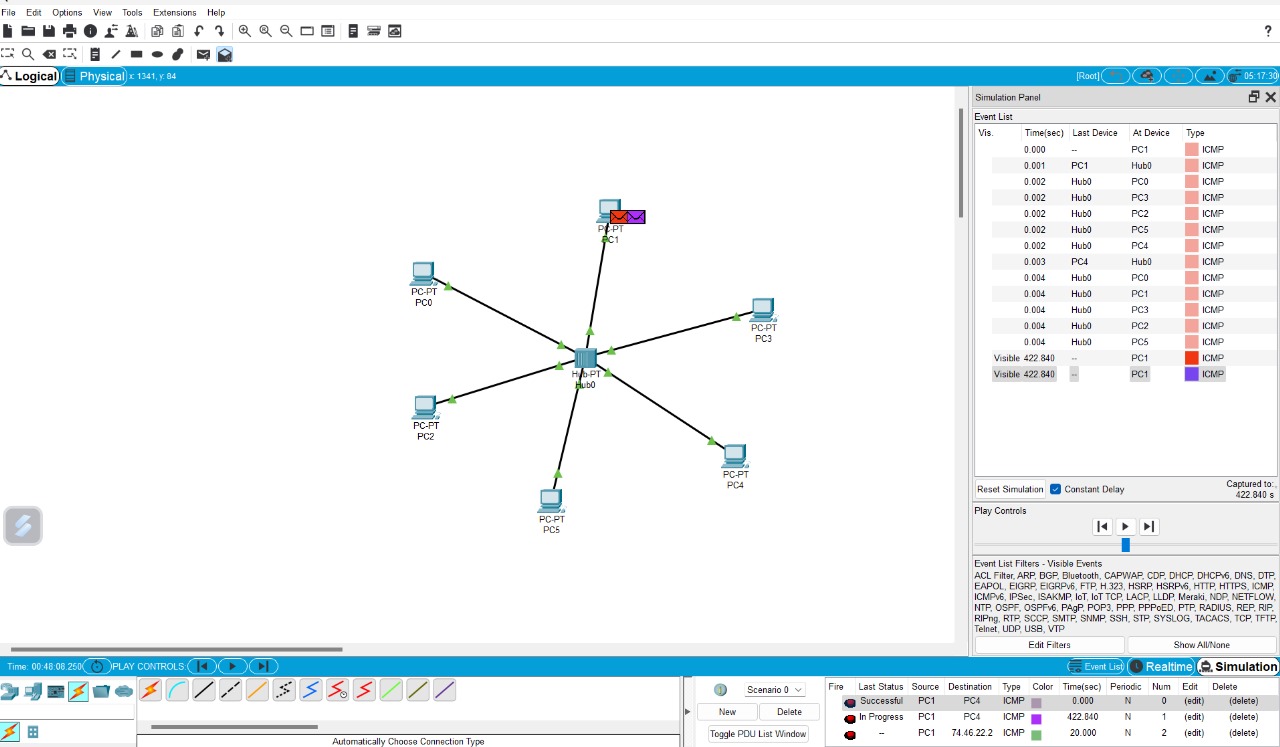 File Edit Options View Tools Extensions Help
?
Logical Physical x: 1341, y: 84 [Root] 05:17:30
Simulation Panel
Event List
Vis. Time(sec) Last Device At Device Type
0.000 -- PC1 ICMP
0.001 PC1 Hub0 ICMP
0.002 Hub0 PC0 ICMP
0.002 Hub0 PC3 ICMP
0.002 Hub0 PC2 ICMP
0.002 Hub0 PC5 ICMP
0.002 Hub0 PC4 ICMP
0.003 PC4 Hub0 ICMP
0.004 Hub0 PC0 ICMP
0.004 Hub0 PC1 ICMP
0.004 Hub0 PC3 ICMP
0.004 Hub0 PC2 ICMP
0.004 Hub0 PC5 ICMP
Visible 422.840 -- PC1 ICMP
Visible 422.840 -- PC1 ICMP
PC-PT
PC1
PC-PT
PC0
PC-PT
PC3
Hub-PT
Hub0
PC-PT
PC2
PC-PT
PC4
PC-PT
PC5
Reset Simulation Constant Delay Captured to:
422.840 s
Play Controls
Event List Filters - Visible Events
ACL Filter, ARP, BGP, Bluetooth, CAPWAP, CDP, DHCP, DHCPv6, DNS, DTP,
EAPOL, EIGRP, EIGRPv6, FTP, H.323, HSRP, HSRPv6, HTTP, HTTPS, ICMP,
ICMPv6, IPSec, ISAKMP, IoT, IoT TCP, LACP, LLDP, Meraki, NDP, NETFLOW,
NTP, OSPF, OSPFv6, PAgP, POP3, PPP, PPPoED, PTP, RADIUS, REP, RIP,
RIPng, RTP, SCCP, SMTP, SNMP, SSH, STP, SYSLOG, TACACS, TCP, TFTP,
Telnet, UDP, USB, VTP
Edit Filters Show All/None
Time: 00:48:08.250 PLAY CONTROLS: Event List Realtime Simulation
Scenario 0
New Delete
Toggle PDU List Window
Fire Last Status Source Destination Type Color Time(sec) Periodic Num Edit Delete
Successful PC1 PC4 ICMP 0.000 N 0 (edit) (delete)
In Progress PC1 PC4 ICMP 422.840 N 1 (edit) (delete)
-- PC1 74.46.22.2 ICMP 20.000 N 2 (edit) (delete)
Automatically Choose Connection Type